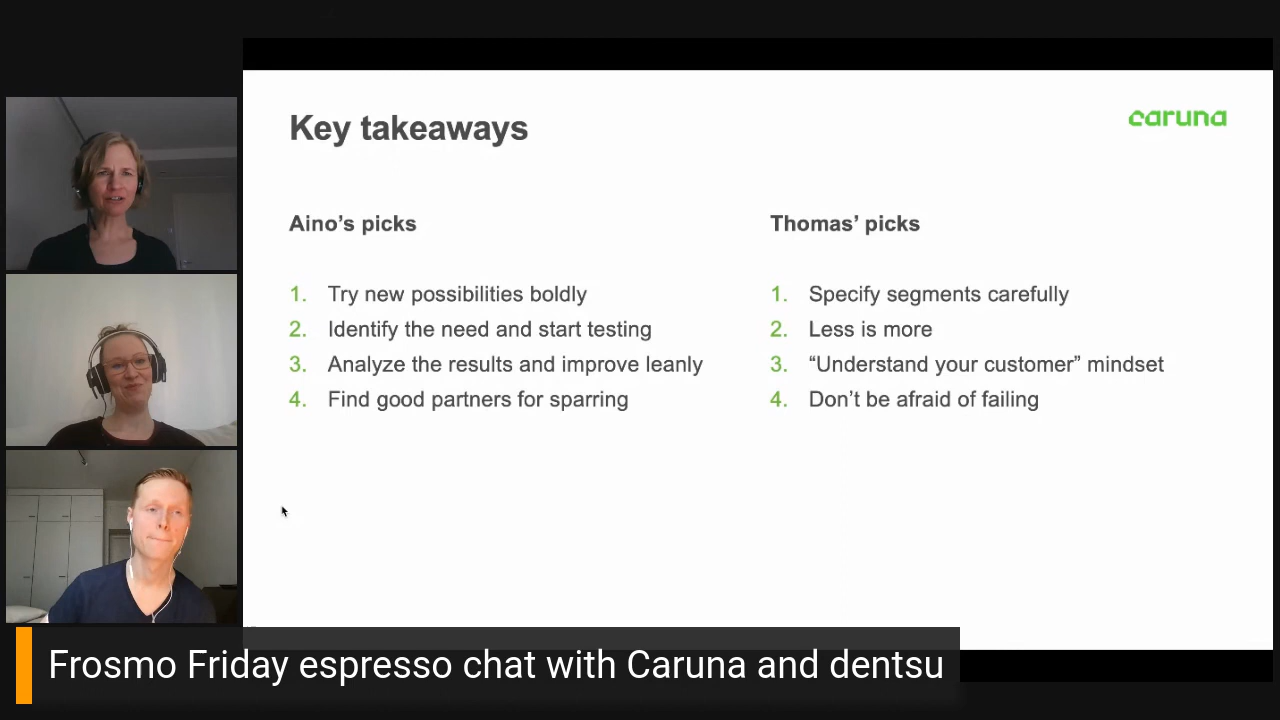 Key takeaways
caruna
Aino’s picks
1. Try new possibilities boldly
2. Identify the need and start testing
3. Analyze the results and improve leanly
4. Find good partners for sparring
Thomas’ picks
1. Specify segments carefully
2. Less is more
3. “Understand your customer” mindset
4. Don’t be afraid of failing
Frosmo Friday espresso chat with Caruna and dentsu